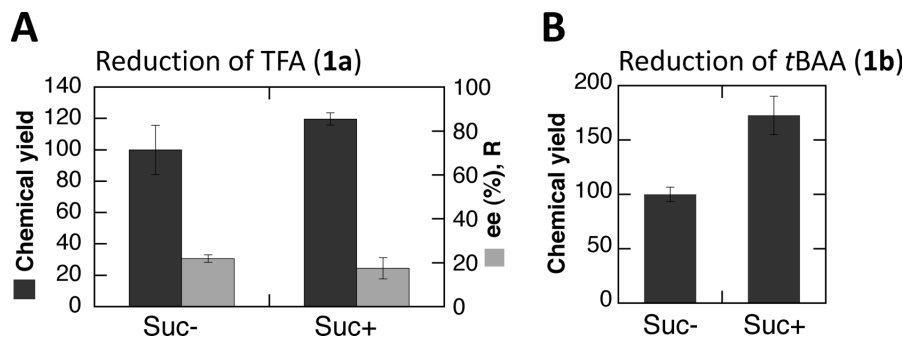 A
Reduction of TFA (1a)
Chemical yield
140
120
100
80
60
40
20
0
100
80
60
40
20
0
ee (%), R
Suc-
Suc+
B
Reduction of tBAA (1b)
Chemical yield
200
150
100
50
0
Suc-
Suc+